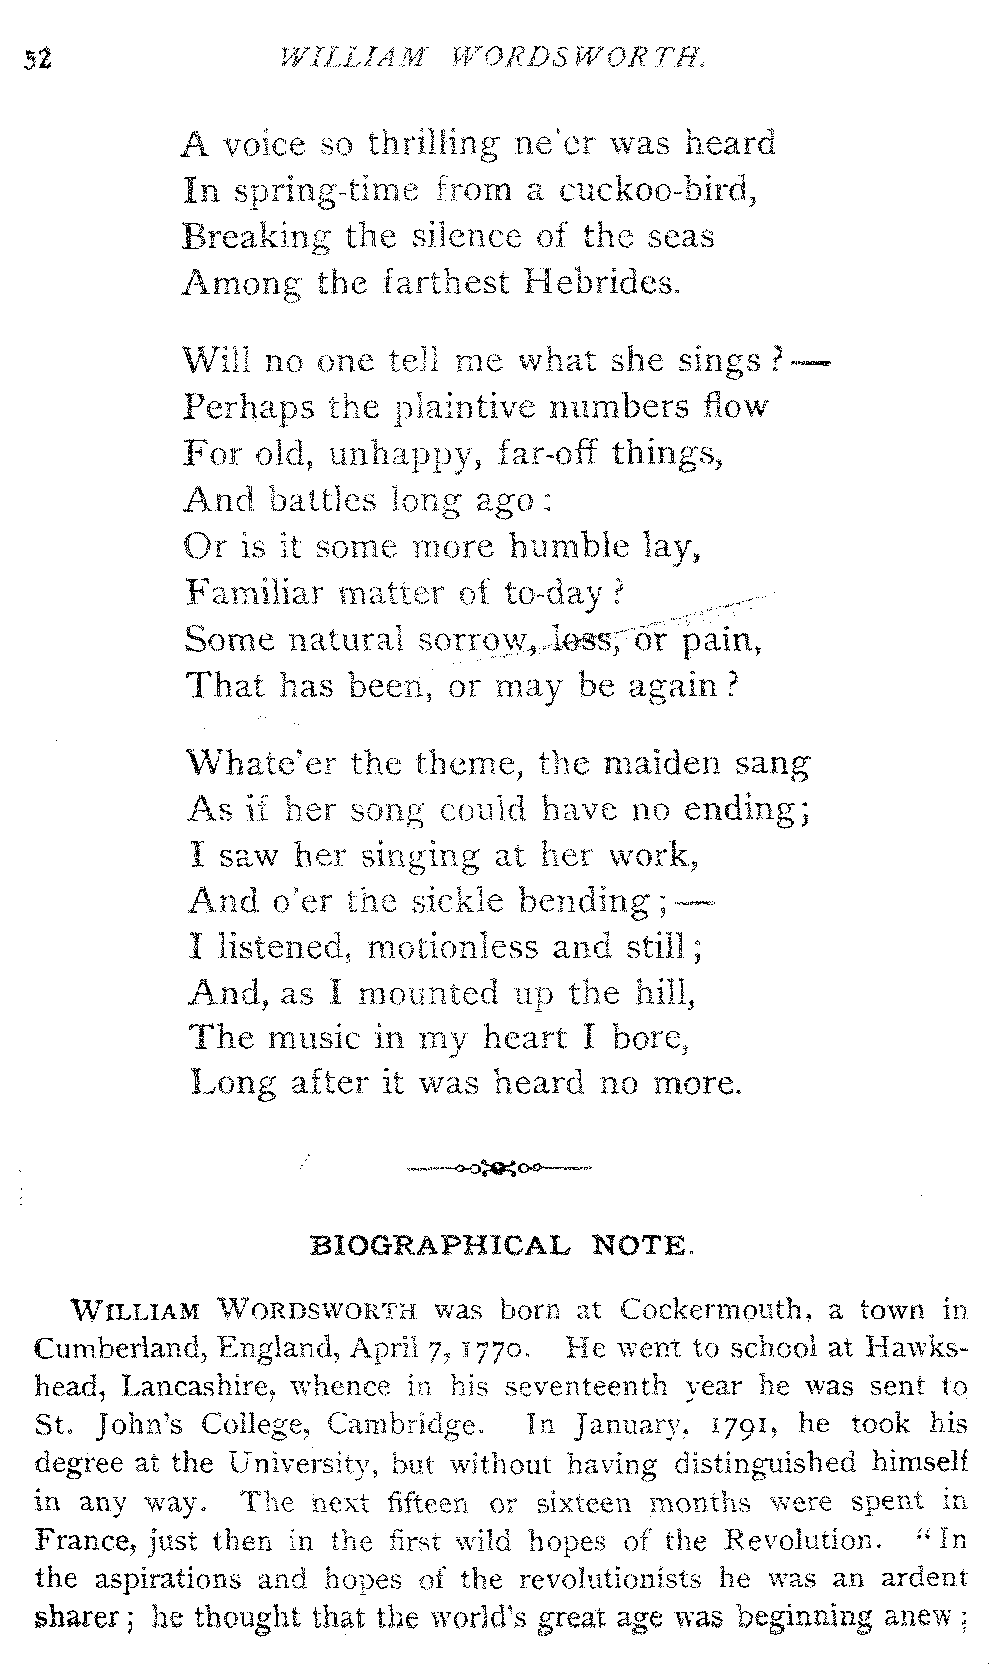 52 WILLIAM WORDSWORTH.
A voice so thrilling ne'er was heard
In spring-time from a cuckoo-bird,
Breaking the silence of the seas
Among the farthest Hebrides.
Will no one tell me what she sings?—
Perhaps the plaintive numbers flow
For old, unhappy, far-off things,
And battles long ago:
Or is it some more humble lay,
Familiar matter of to-day?
Some natural sorrow, loss, or pain,
That has been, or may be again?
Whate'er the theme, the maiden sang
As if her song could have no ending;
I saw her singing at her work,
And o'er the sickle bending;—
I listened, motionless and still;
And, as I mounted up the hill,
The music in my heart I bore,
Long after it was heard no more.
BIOGRAPHICAL NOTE.
WILLIAM WORDSWORTH was born at Cockermouth, a town in
Cumberland, England, April 7, 1770. He went to school at Hawks-
head, Lancashire, whence in his seventeenth year he was sent to
St. John's College, Cambridge. In January, 1791, he took his
degree at the University, but without having distinguished himself
in any way. The next fifteen or sixteen months were spent in
France, just then in the first wild hopes of the Revolution. "In
the aspirations and hopes of the revolutionists he was an ardent
sharer; he thought that the world's great age was beginning anew;